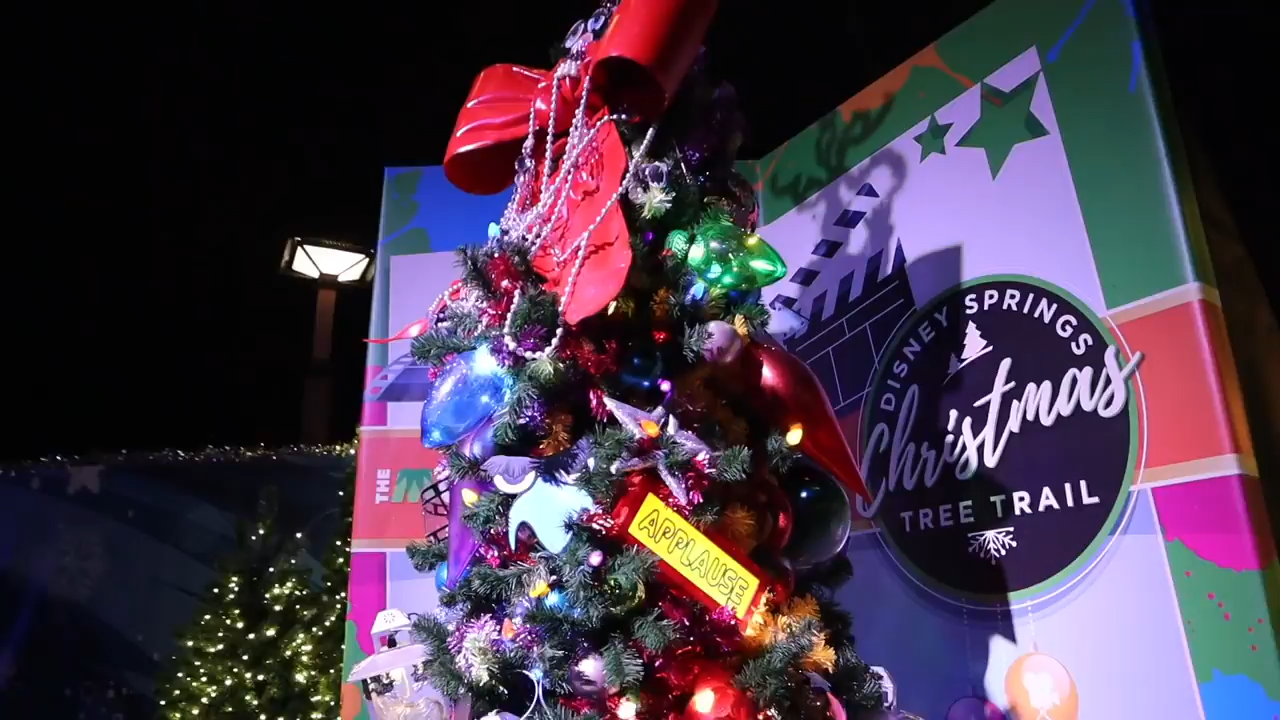 DISNEY SPRINGS
Christmas
TREE TRAIL
THE
APPLAUSE